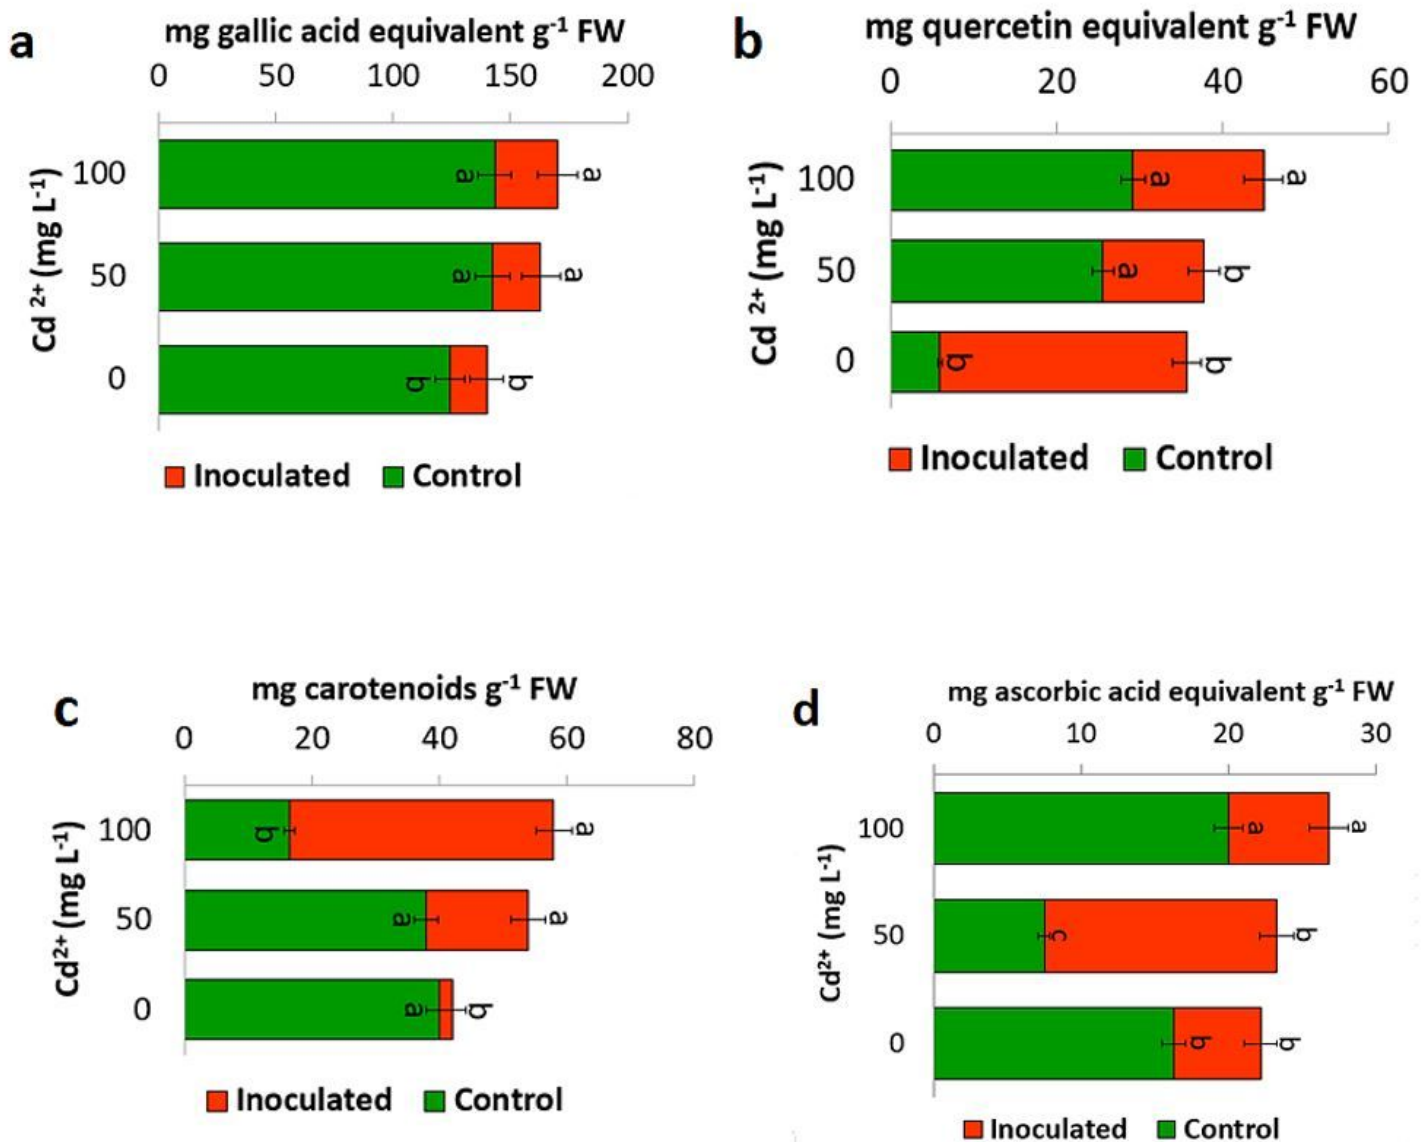 a
mg gallic acid equivalent g⁻¹ FW
0 50 100 150 200
Cd ²⁺ (mg L⁻¹)
100 a a
50 a a
0 b b
Inoculated Control
b
mg quercetin equivalent g⁻¹ FW
0 20 40 60
Cd ²⁺ (mg L⁻¹)
100 a a
50 a b
0 b b
Inoculated Control
c
mg carotenoids g⁻¹ FW
0 20 40 60 80
Cd²⁺ (mg L⁻¹)
100 b a
50 a a
0 a b
Inoculated Control
d
mg ascorbic acid equivalent g⁻¹ FW
0 10 20 30
Cd²⁺ (mg L⁻¹)
100 a a
50 c b
0 b b
Inoculated Control